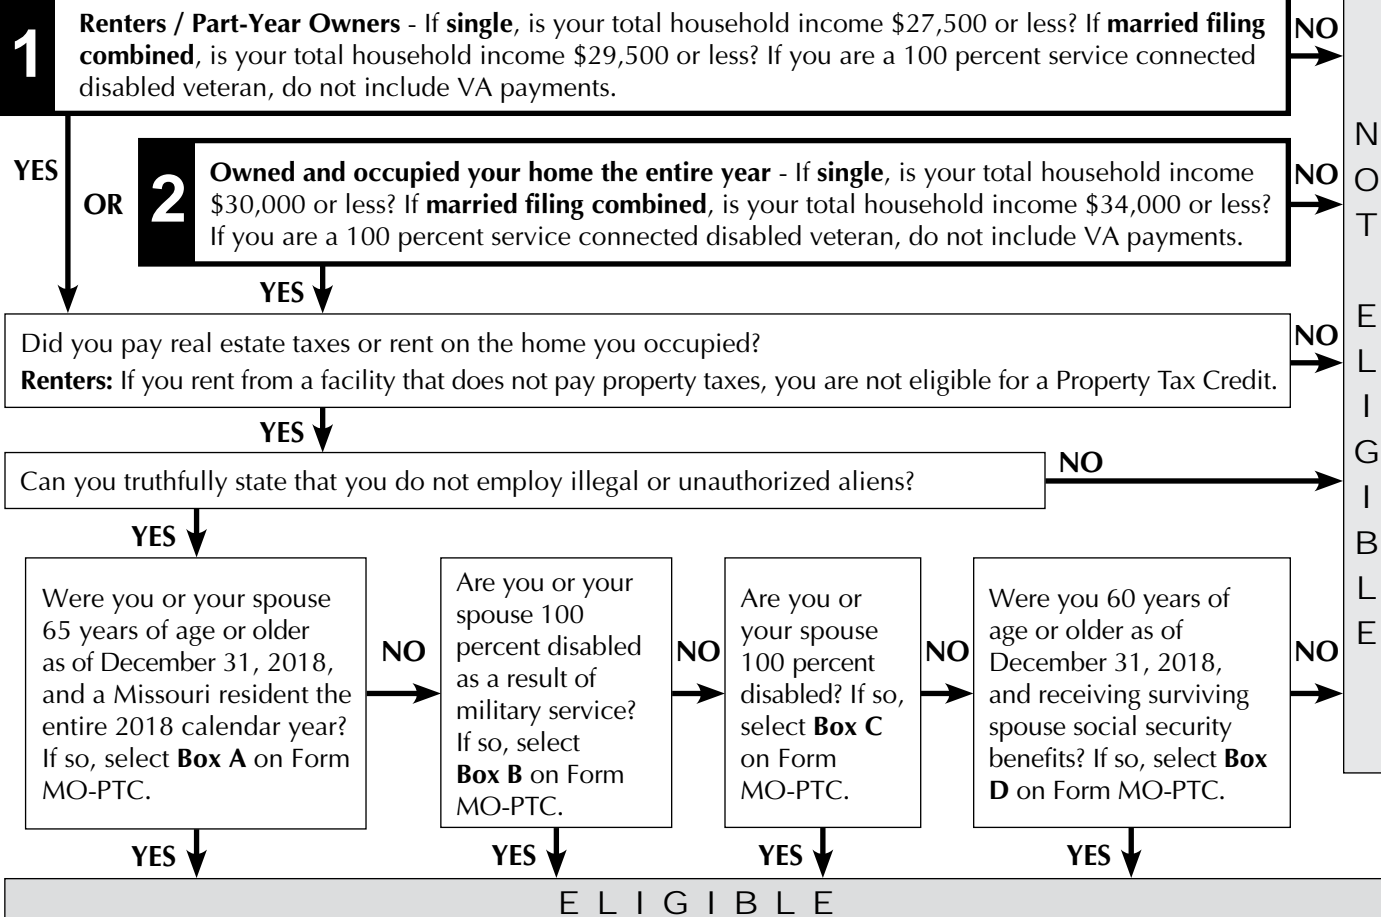 1
Renters / Part-Year Owners - If single, is your total household income $27,500 or less? If married filing
combined, is your total household income $29,500 or less? If you are a 100 percent service connected
disabled veteran, do not include VA payments.
NO
YES
OR
2
Owned and occupied your home the entire year - If single, is your total household income
$30,000 or less? If married filing combined, is your total household income $34,000 or less?
If you are a 100 percent service connected disabled veteran, do not include VA payments.
NO
YES
Did you pay real estate taxes or rent on the home you occupied?
Renters: If you rent from a facility that does not pay property taxes, you are not eligible for a Property Tax Credit.
NO
YES
Can you truthfully state that you do not employ illegal or unauthorized aliens?
NO
YES
Were you or your spouse
65 years of age or older
as of December 31, 2018,
and a Missouri resident the
entire 2018 calendar year?
If so, select Box A on Form
MO-PTC.
NO
Are you or your
spouse 100
percent disabled
as a result of
military service?
If so, select
Box B on Form
MO-PTC.
NO
Are you or
your spouse
100 percent
disabled? If so,
select Box C
on Form
MO-PTC.
NO
Were you 60 years of
age or older as of
December 31, 2018,
and receiving surviving
spouse social security
benefits? If so, select Box
D on Form MO-PTC.
NO
YES
YES
YES
YES
NOT ELIGIBLE
ELIGIBLE